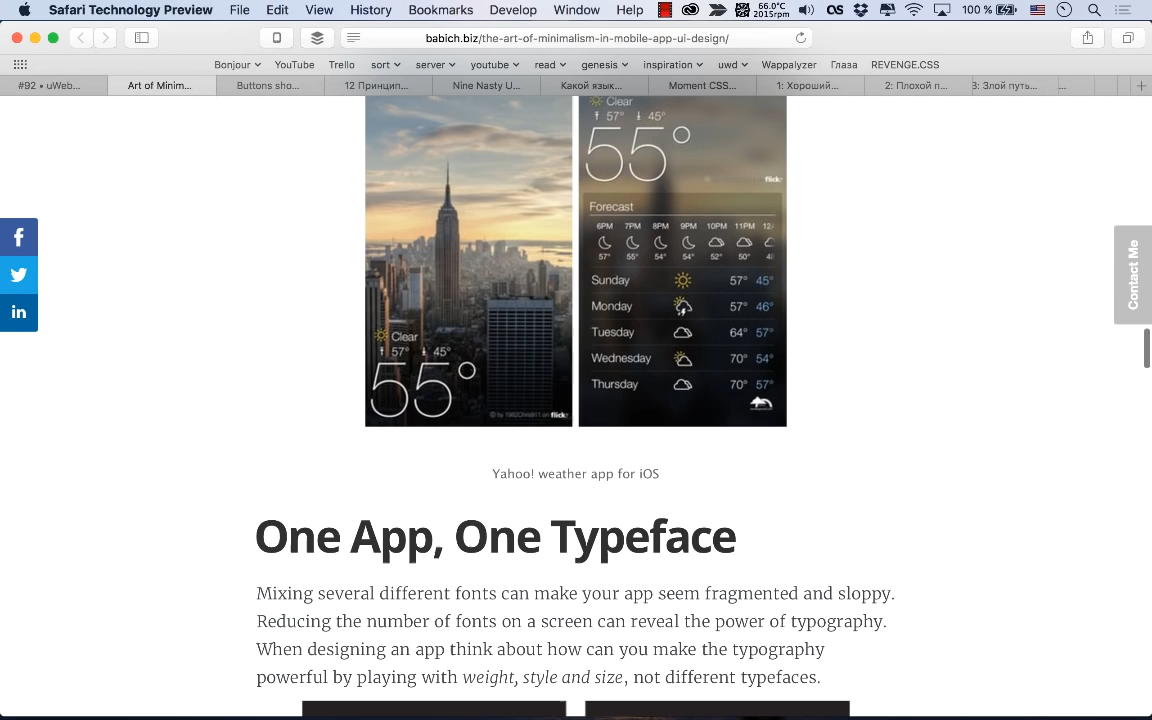 Safari Technology Preview File Edit View History Bookmarks Develop Window Help 66.0°C 2015rpm 100 %
babich.biz/the-art-of-minimalism-in-mobile-app-ui-design/
Bonjour YouTube Trello sort server youtube read genesis inspiration uwd Wappalyzer Глаза REVENGE.CSS
#92 • uWeb... Art of Minim... Buttons sho... 12 Принцип... Nine Nasty U... Какой язык... Moment CSS... 1: Хороший... 2: Плохой п... 3: Злой путь... ...
Clear
57° 45°
55°
flickr
Forecast
6PM 7PM 8PM 9PM 10PM 11PM 12
57° 55° 54° 54° 52° 50°
Sunday 57° 45°
Monday 57° 46°
Tuesday 64° 57°
Wednesday 70° 54°
Thursday 70° 57°
Clear
57° 45°
55°
flickr
Contact Me
Yahoo! weather app for iOS
One App, One Typeface
Mixing several different fonts can make your app seem fragmented and sloppy.
Reducing the number of fonts on a screen can reveal the power of typography.
When designing an app think about how can you make the typography
powerful by playing with weight, style and size, not different typefaces.